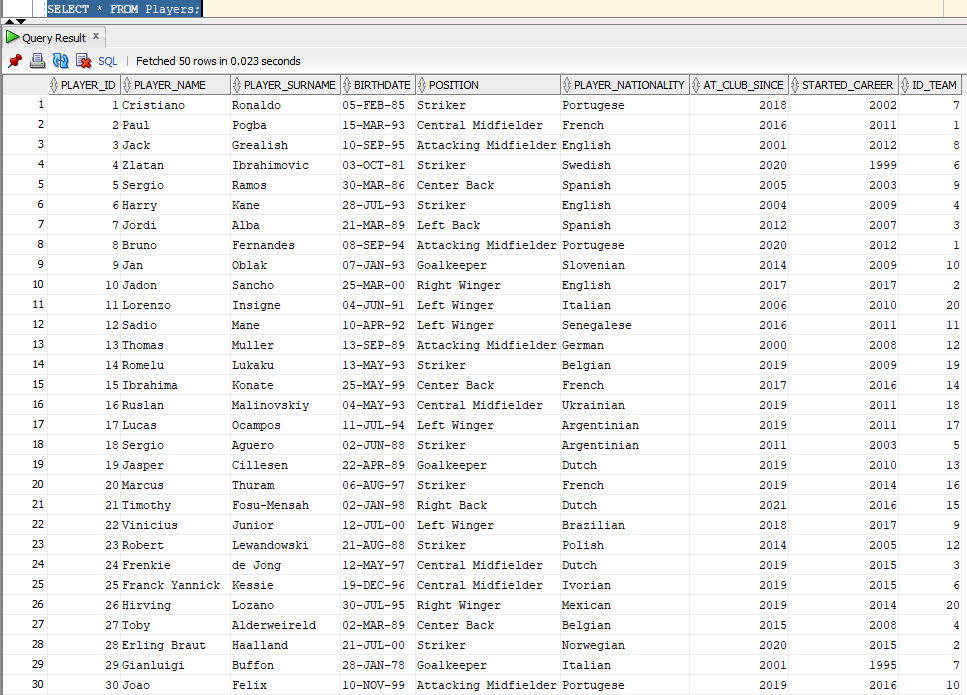 SELECT * FROM Players;
Query Result x
SQL | Fetched 50 rows in 0.023 seconds
PLAYER_ID PLAYER_NAME PLAYER_SURNAME BIRTHDATE POSITION PLAYER_NATIONALITY AT_CLUB_SINCE STARTED_CAREER ID_TEAM
1 1 Cristiano Ronaldo 05-FEB-85 Striker Portugese 2018 2002 7
2 2 Paul Pogba 15-MAR-93 Central Midfielder French 2016 2011 1
3 3 Jack Grealish 10-SEP-95 Attacking Midfielder English 2001 2012 8
4 4 Zlatan Ibrahimovic 03-OCT-81 Striker Swedish 2020 1999 6
5 5 Sergio Ramos 30-MAR-86 Center Back Spanish 2005 2003 9
6 6 Harry Kane 28-JUL-93 Striker English 2004 2009 4
7 7 Jordi Alba 21-MAR-89 Left Back Spanish 2012 2007 3
8 8 Bruno Fernandes 08-SEP-94 Attacking Midfielder Portugese 2020 2012 1
9 9 Jan Oblak 07-JAN-93 Goalkeeper Slovenian 2014 2009 10
10 10 Jadon Sancho 25-MAR-00 Right Winger English 2017 2017 2
11 11 Lorenzo Insigne 04-JUN-91 Left Winger Italian 2006 2010 20
12 12 Sadio Mane 10-APR-92 Left Winger Senegalese 2016 2011 11
13 13 Thomas Muller 13-SEP-89 Attacking Midfielder German 2000 2008 12
14 14 Romelu Lukaku 13-MAY-93 Striker Belgian 2019 2009 19
15 15 Ibrahima Konate 25-MAY-99 Center Back French 2017 2016 14
16 16 Ruslan Malinovskiy 04-MAY-93 Central Midfielder Ukrainian 2019 2011 18
17 17 Lucas Ocampos 11-JUL-94 Left Winger Argentinian 2019 2011 17
18 18 Sergio Aguero 02-JUN-88 Striker Argentinian 2011 2003 5
19 19 Jasper Cillesen 22-APR-89 Goalkeeper Dutch 2019 2010 13
20 20 Marcus Thuram 06-AUG-97 Striker French 2019 2014 16
21 21 Timothy Fosu-Mensah 02-JAN-98 Right Back Dutch 2021 2016 15
22 22 Vinicius Junior 12-JUL-00 Left Winger Brazilian 2018 2017 9
23 23 Robert Lewandowski 21-AUG-88 Striker Polish 2014 2005 12
24 24 Frenkie de Jong 12-MAY-97 Central Midfielder Dutch 2019 2015 3
25 25 Franck Yannick Kessie 19-DEC-96 Central Midfielder Ivorian 2019 2015 6
26 26 Hirving Lozano 30-JUL-95 Right Winger Mexican 2019 2014 20
27 27 Toby Alderweireld 02-MAR-89 Center Back Belgian 2015 2008 4
28 28 Erling Braut Haalland 21-JUL-00 Striker Norwegian 2020 2015 2
29 29 Gianluigi Buffon 28-JAN-78 Goalkeeper Italian 2001 1995 7
30 30 Joao Felix 10-NOV-99 Attacking Midfielder Portugese 2019 2016 10